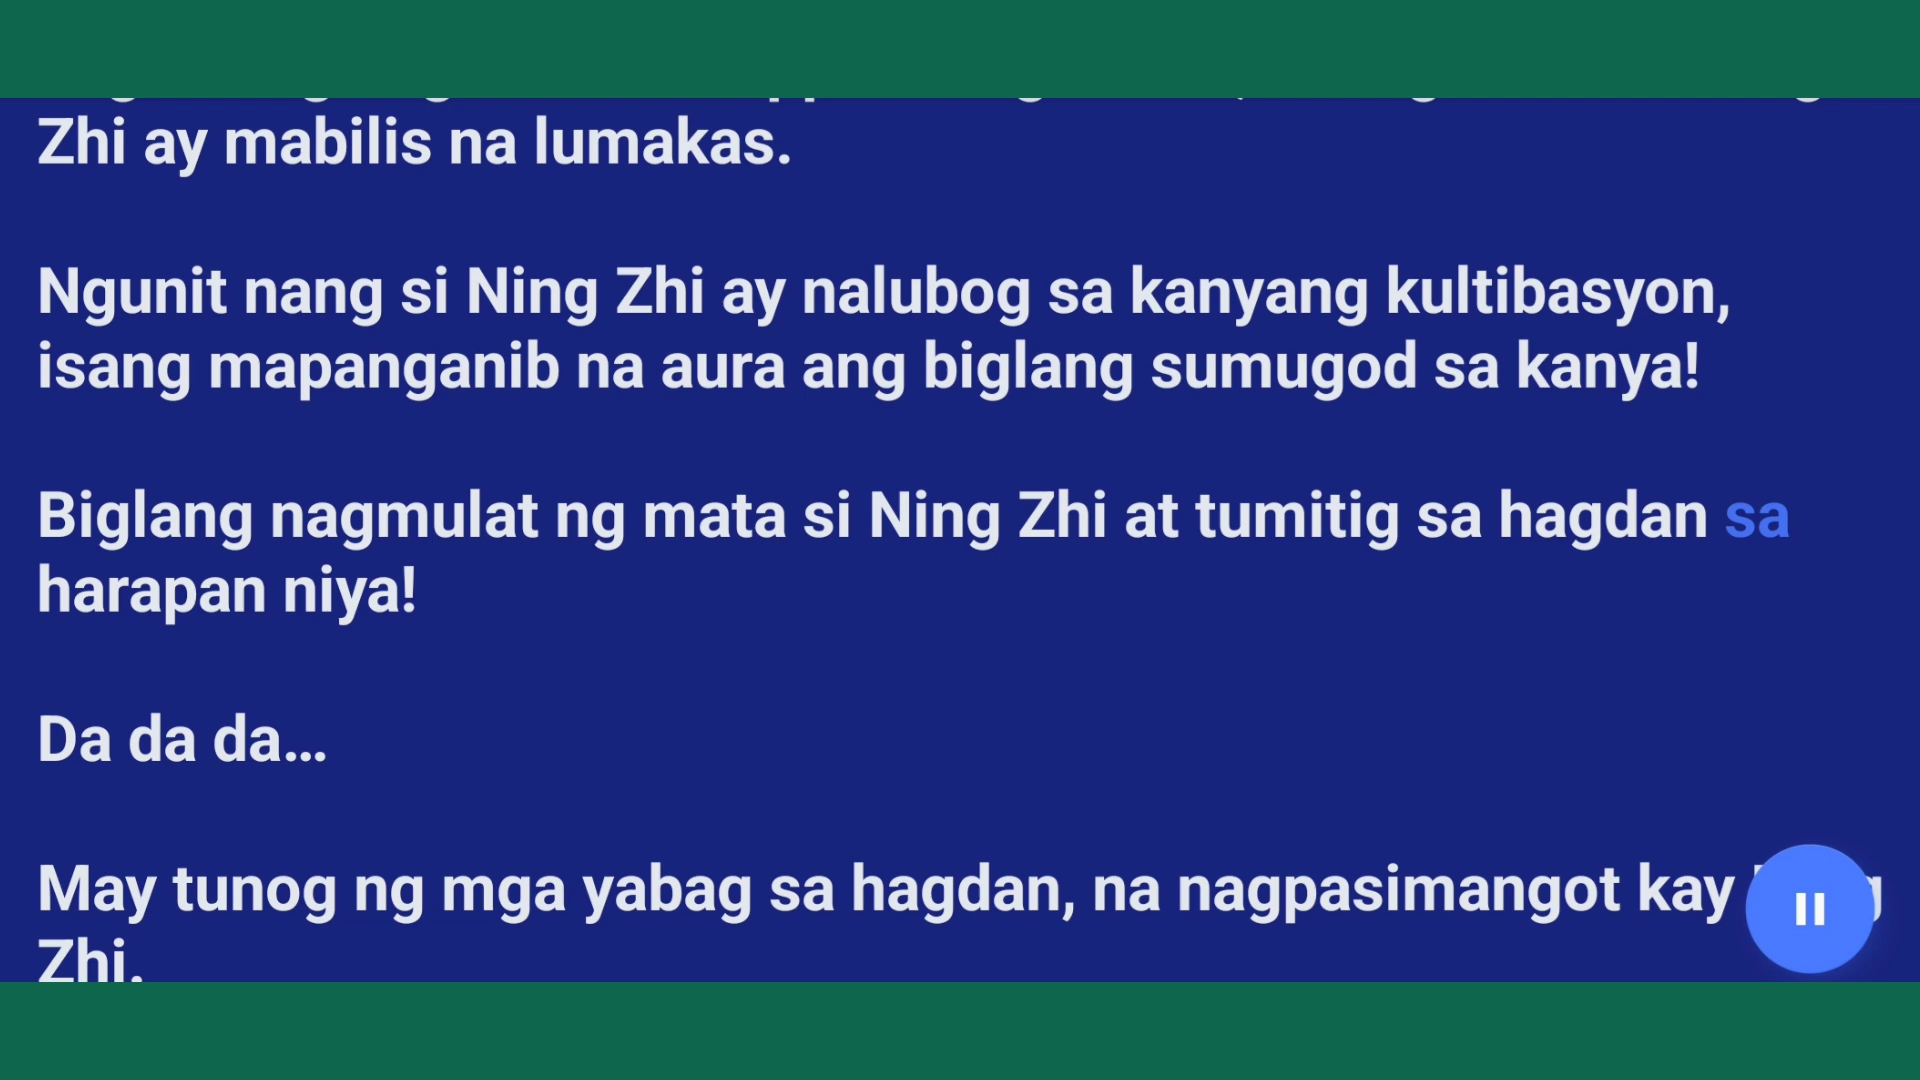 Zhi ay mabilis na lumakas.
Ngunit nang si Ning Zhi ay nalubog sa kanyang kultibasyon,
isang mapanganib na aura ang biglang sumugod sa kanya!
Biglang nagmulat ng mata si Ning Zhi at tumitig sa hagdan sa
harapan niya!
Da da da...
May tunog ng mga yabag sa hagdan, na nagpasimangot kay
Zhi.